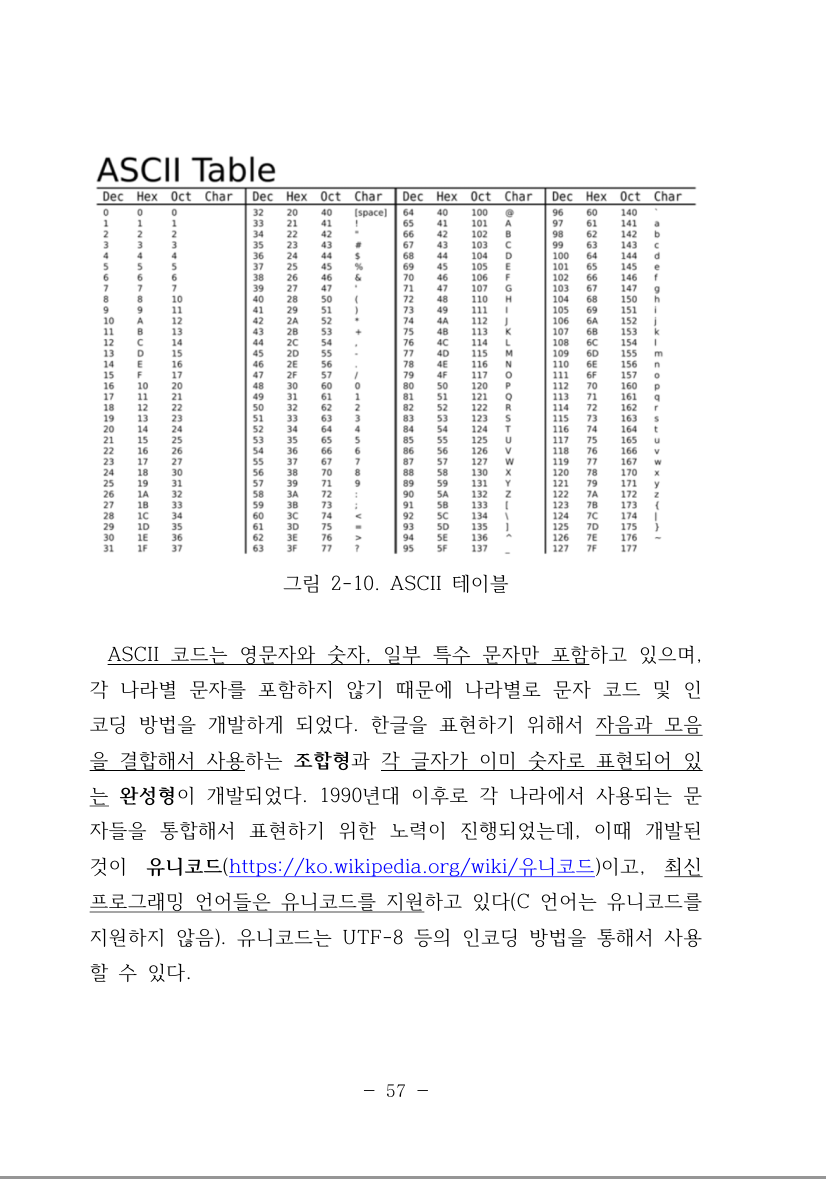 ASCII Table
Dec Hex Oct Char Dec Hex Oct Char Dec Hex Oct Char Dec Hex Oct Char
0 0 0 32 20 40 [space] 64 40 100 @ 96 60 140 `
1 1 1 33 21 41 ! 65 41 101 A 97 61 141 a
2 2 2 34 22 42 " 66 42 102 B 98 62 142 b
3 3 3 35 23 43 # 67 43 103 C 99 63 143 c
4 4 4 36 24 44 $ 68 44 104 D 100 64 144 d
5 5 5 37 25 45 % 69 45 105 E 101 65 145 e
6 6 6 38 26 46 & 70 46 106 F 102 66 146 f
7 7 7 39 27 47 ' 71 47 107 G 103 67 147 g
8 8 10 40 28 50 ( 72 48 110 H 104 68 150 h
9 9 11 41 29 51 ) 73 49 111 I 105 69 151 i
10 A 12 42 2A 52 * 74 4A 112 J 106 6A 152 j
11 B 13 43 2B 53 + 75 4B 113 K 107 6B 153 k
12 C 14 44 2C 54 , 76 4C 114 L 108 6C 154 l
13 D 15 45 2D 55 - 77 4D 115 M 109 6D 155 m
14 E 16 46 2E 56 . 78 4E 116 N 110 6E 156 n
15 F 17 47 2F 57 / 79 4F 117 O 111 6F 157 o
16 10 20 48 30 60 0 80 50 120 P 112 70 160 p
17 11 21 49 31 61 1 81 51 121 Q 113 71 161 q
18 12 22 50 32 62 2 82 52 122 R 114 72 162 r
19 13 23 51 33 63 3 83 53 123 S 115 73 163 s
20 14 24 52 34 64 4 84 54 124 T 116 74 164 t
21 15 25 53 35 65 5 85 55 125 U 117 75 165 u
22 16 26 54 36 66 6 86 56 126 V 118 76 166 v
23 17 27 55 37 67 7 87 57 127 W 119 77 167 w
24 18 30 56 38 70 8 88 58 130 X 120 78 170 x
25 19 31 57 39 71 9 89 59 131 Y 121 79 171 y
26 1A 32 58 3A 72 : 90 5A 132 Z 122 7A 172 z
27 1B 33 59 3B 73 ; 91 5B 133 [ 123 7B 173 {
28 1C 34 60 3C 74 < 92 5C 134 \ 124 7C 174 |
29 1D 35 61 3D 75 = 93 5D 135 ] 125 7D 175 }
30 1E 36 62 3E 76 > 94 5E 136 ^ 126 7E 176 ~
31 1F 37 63 3F 77 ? 95 5F 137 _ 127 7F 177
그림 2-10. ASCII 테이블
ASCII 코드는 영문자와 숫자, 일부 특수 문자만 포함하고 있으며,
각 나라별 문자를 포함하지 않기 때문에 나라별로 문자 코드 및 인
코딩 방법을 개발하게 되었다. 한글을 표현하기 위해서 자음과 모음
을 결합해서 사용하는 조합형과 각 글자가 이미 숫자로 표현되어 있
는 완성형이 개발되었다. 1990년대 이후로 각 나라에서 사용되는 문
자들을 통합해서 표현하기 위한 노력이 진행되었는데, 이때 개발된
것이 유니코드(https://ko.wikipedia.org/wiki/유니코드)이고, 최신
프로그래밍 언어들은 유니코드를 지원하고 있다(C 언어는 유니코드를
지원하지 않음). 유니코드는 UTF-8 등의 인코딩 방법을 통해서 사용
할 수 있다.
- 57 -